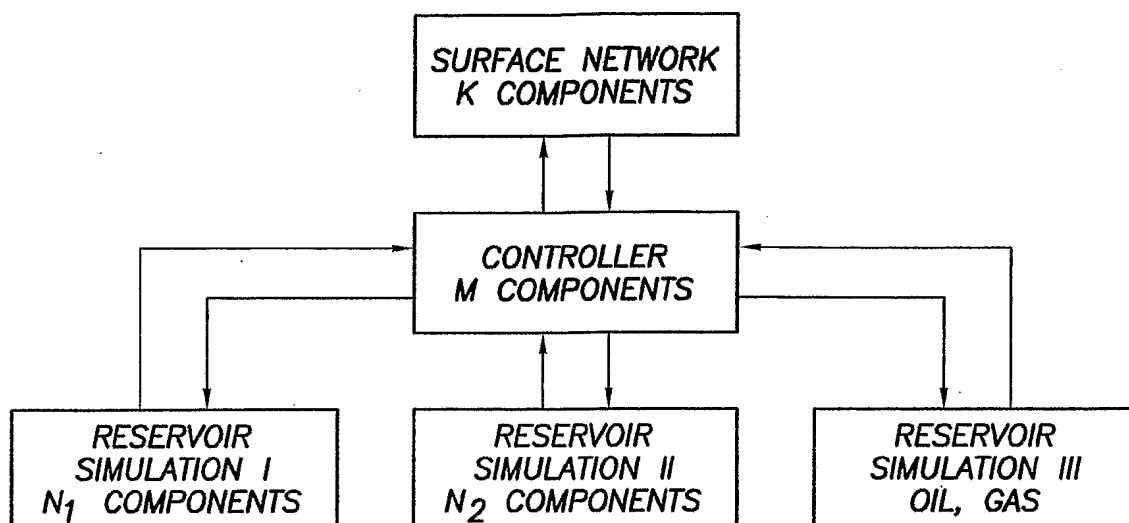 SURFACE NETWORK
K COMPONENTS
CONTROLLER
M COMPONENTS
RESERVOIR
SIMULATION I
N₁ COMPONENTS
RESERVOIR
SIMULATION II
N₂ COMPONENTS
RESERVOIR
SIMULATION III
OIL, GAS